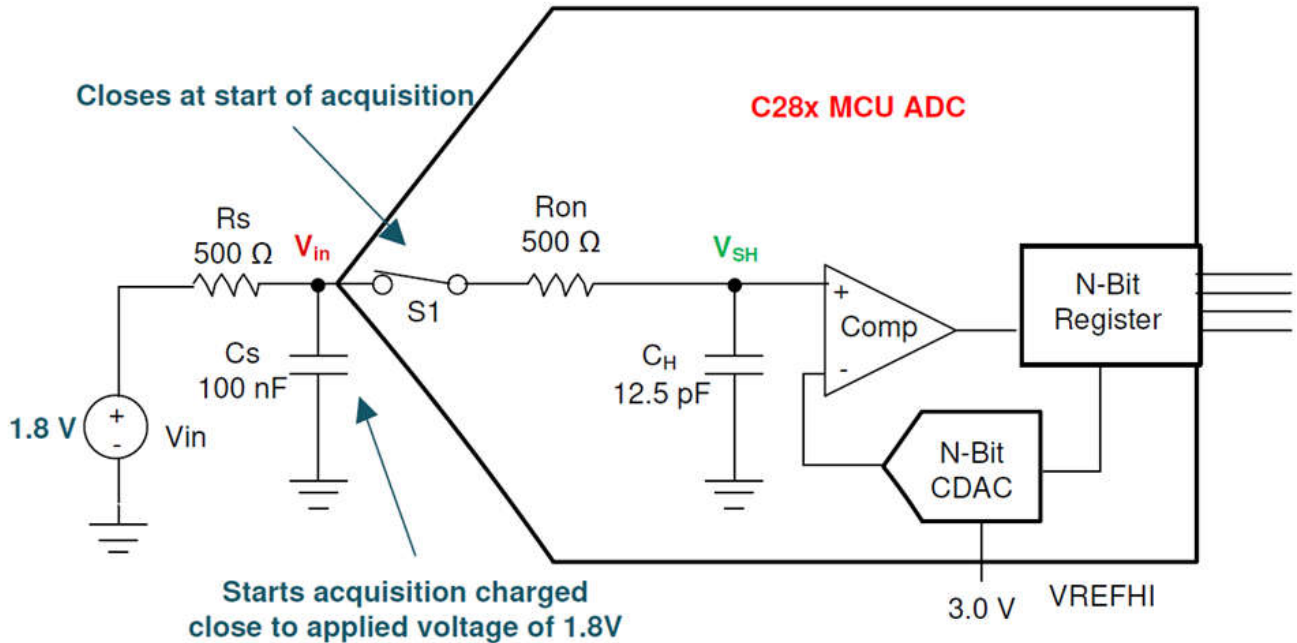 Closes at start of acquisition
C28x MCU ADC
Rs
500 Ω
Vin
S1
Ron
500 Ω
VSH
+
-
Comp
N-Bit
Register
Cs
100 nF
CH
12.5 pF
1.8 V
+
-
Vin
N-Bit
CDAC
Starts acquisition charged
close to applied voltage of 1.8V
3.0 V
VREFHI